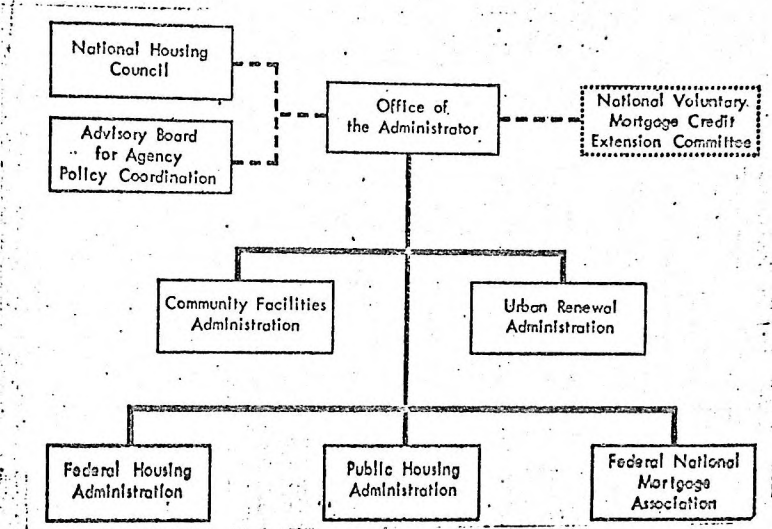 National Housing
Council
Advisory Board
for Agency
Policy Coordination
Office of
the Administrator
National Voluntary
Mortgage Credit
Extension Committee
Community Facilities
Administration
Urban Renewal
Administration
Federal Housing
Administration
Public Housing
Administration
Federal National
Mortgage
Association